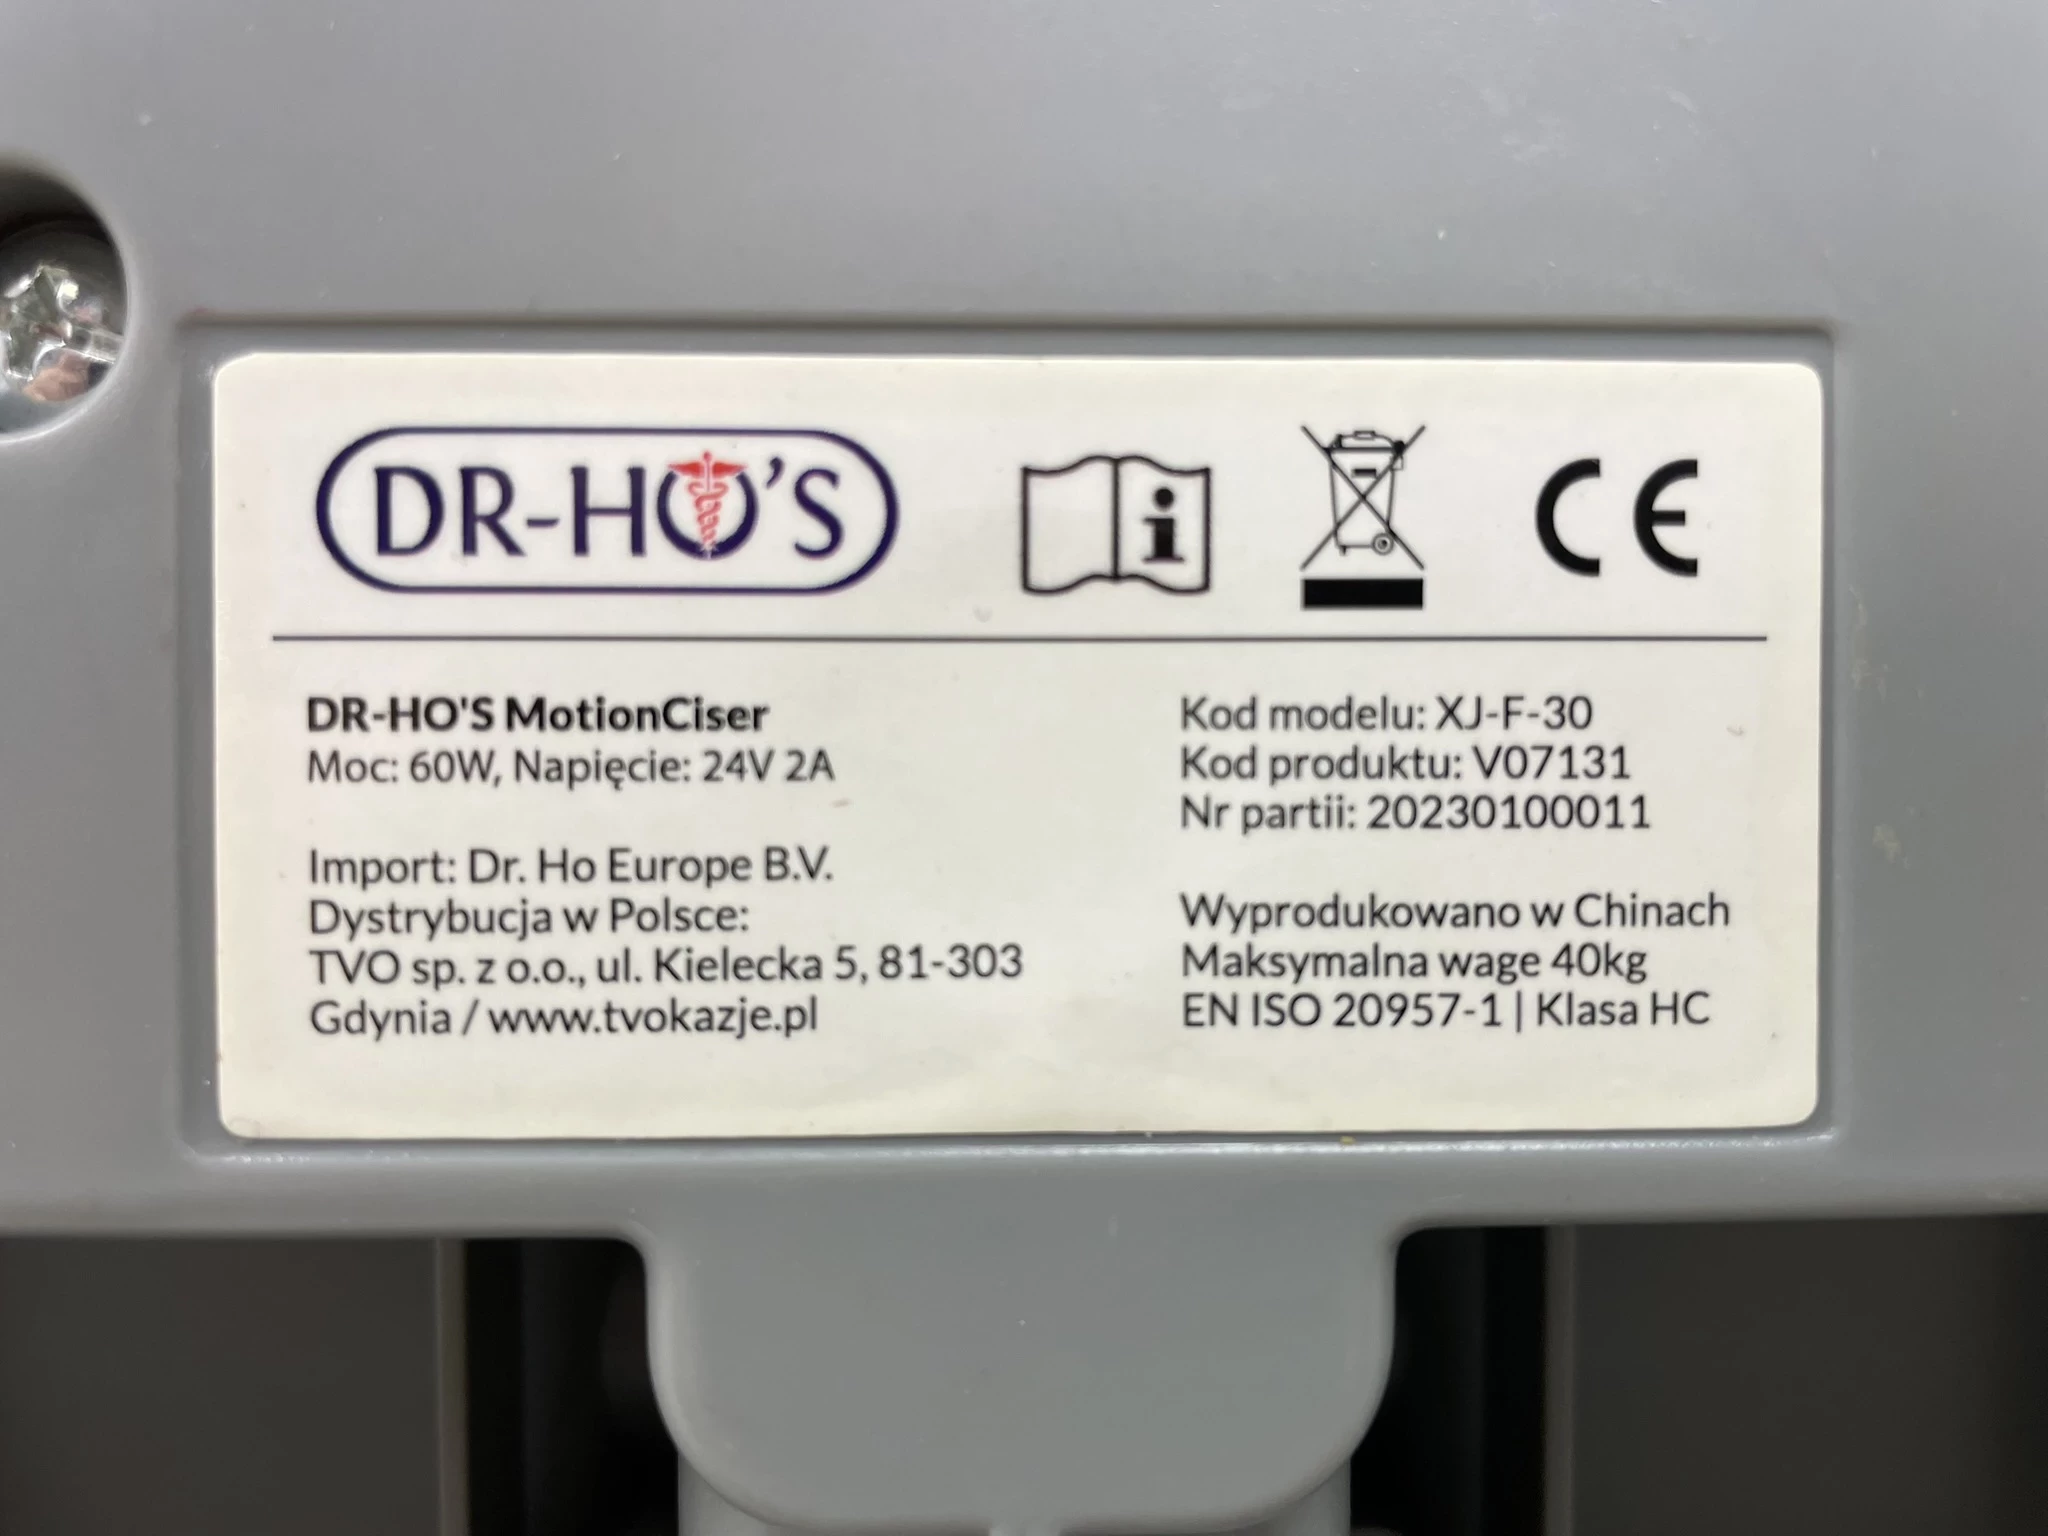 DR-HO'S
i
CE
DR-HO'S MotionCiser
Moc: 60W, Napięcie: 24V 2A
Import: Dr. Ho Europe B.V.
Dystrybucja w Polsce:
TVO sp. z o.o., ul. Kielecka 5, 81-303
Gdynia / www.tvokazje.pl
Kod modelu: XJ-F-30
Kod produktu: V07131
Nr partii: 20230100011
Wyprodukowano w Chinach
Maksymalna wage 40kg
EN ISO 20957-1 | Klasa HC